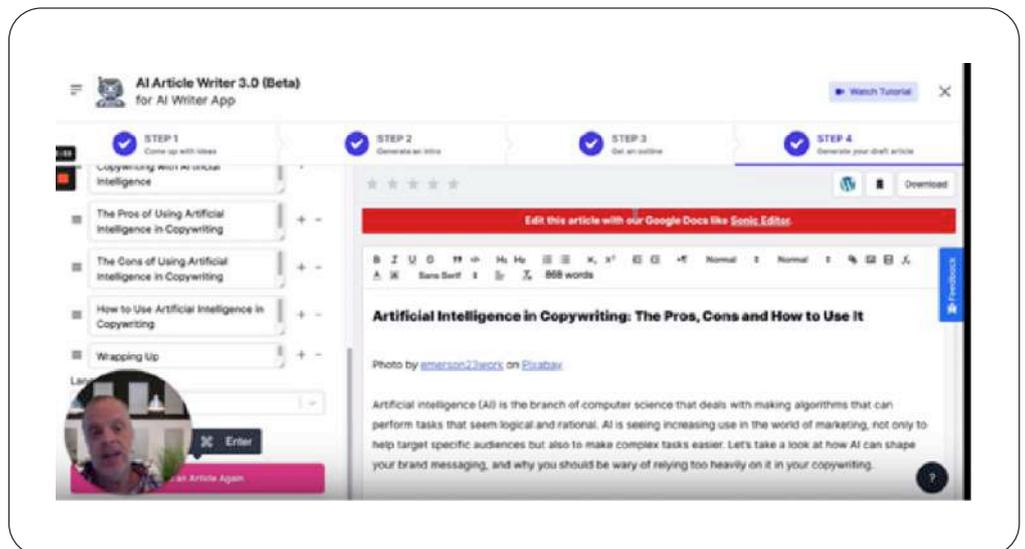 AI Article Writer 3.0 (Beta)
for AI Writer App
Watch Tutorial
STEP 1
Come up with ideas
STEP 2
Generate an intro
STEP 3
Get an outline
STEP 4
Generate your draft article
Copywriting with Artificial
Intelligence
The Pros of Using Artificial
Intelligence in Copywriting
The Cons of Using Artificial
Intelligence in Copywriting
How to Use Artificial Intelligence in
Copywriting
Wrapping Up
Enter
an Article Again
Download
Edit this article with our Google Docs like Sonic Editor.
Normal Normal
Sans Serif 868 words
Feedback
Artificial Intelligence in Copywriting: The Pros, Cons and How to Use It
Photo by emerson23work on Pixabay
Artificial intelligence (AI) is the branch of computer science that deals with making algorithms that can
perform tasks that seem logical and rational. AI is seeing increasing use in the world of marketing, not only to
help target specific audiences but also to make complex tasks easier. Let's take a look at how AI can shape
your brand messaging, and why you should be wary of relying too heavily on it in your copywriting.
?